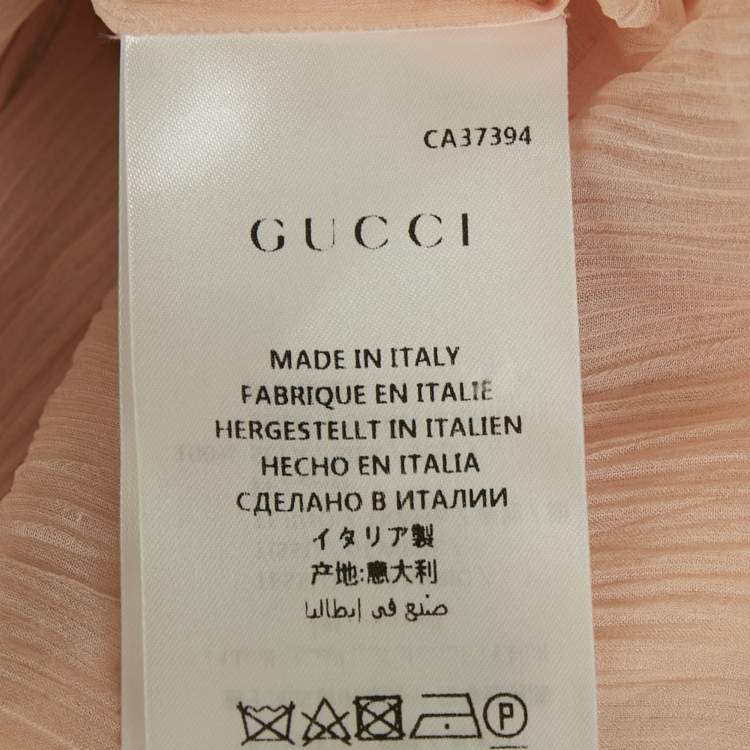 CA37394
GUCCI
MADE IN ITALY
FABRIQUE EN ITALIE
HERGESTELLT IN ITALIEN
HECHO EN ITALIA
СДЕЛАНО В ИТАЛИИ
イタリア製
产地:意大利
صنع في إيطاليا
P